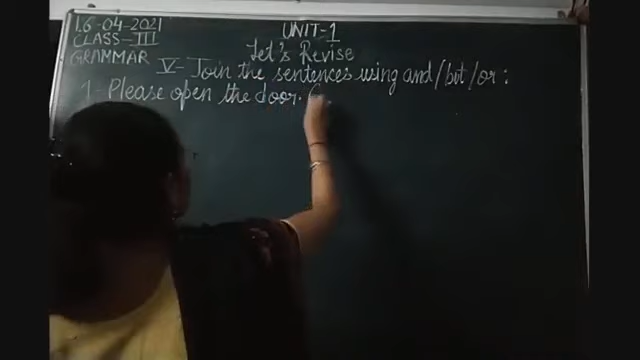 16-04-2021
UNIT-1
CLASS-III
Let's Revise
GRAMMAR
V- Join the sentences using and/but/or:
1- Please open the door.